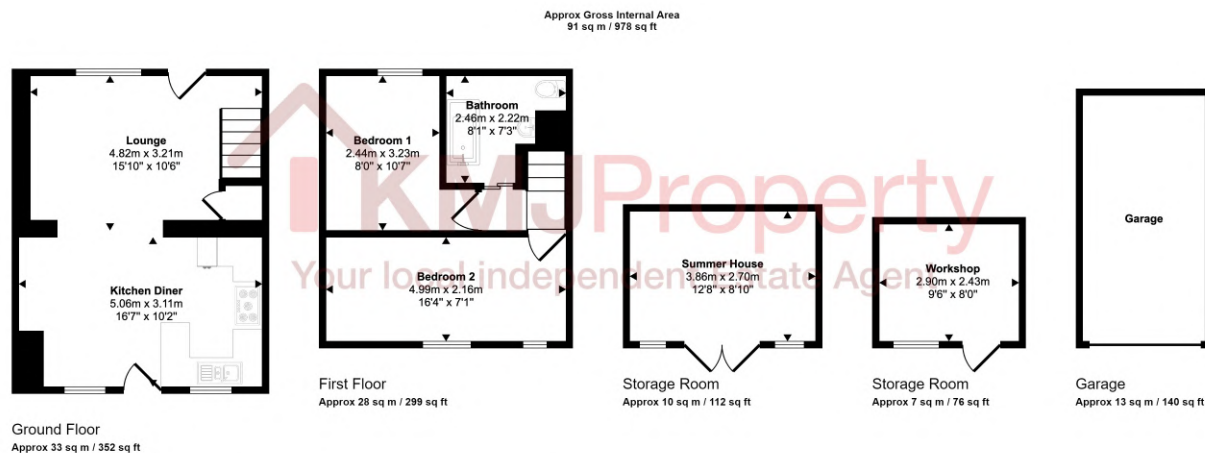 Approx Gross Internal Area
91 sq m / 978 sq ft
Lounge
4.82m x 3.21m
15'10" x 10'6"
Kitchen Diner
5.06m x 3.11m
16'7" x 10'2"
Ground Floor
Approx 33 sq m / 352 sq ft
Bedroom 1
2.44m x 3.23m
8'0" x 10'7"
Bathroom
2.46m x 2.22m
8'1" x 7'3"
Bedroom 2
4.99m x 2.16m
16'4" x 7'1"
First Floor
Approx 28 sq m / 299 sq ft
Summer House
3.86m x 2.70m
12'8" x 8'10"
Storage Room
Approx 10 sq m / 112 sq ft
Workshop
2.90m x 2.43m
9'6" x 8'0"
Storage Room
Approx 7 sq m / 76 sq ft
Garage
Garage
Approx 13 sq m / 140 sq ft
KMJProperty
Your local independent Estate Agent